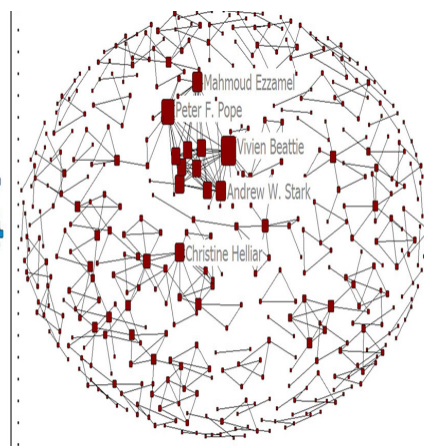 Mahmoud Ezzamel
Peter F. Pope
Vivien Beattie
Andrew W. Stark
Christine Helliar